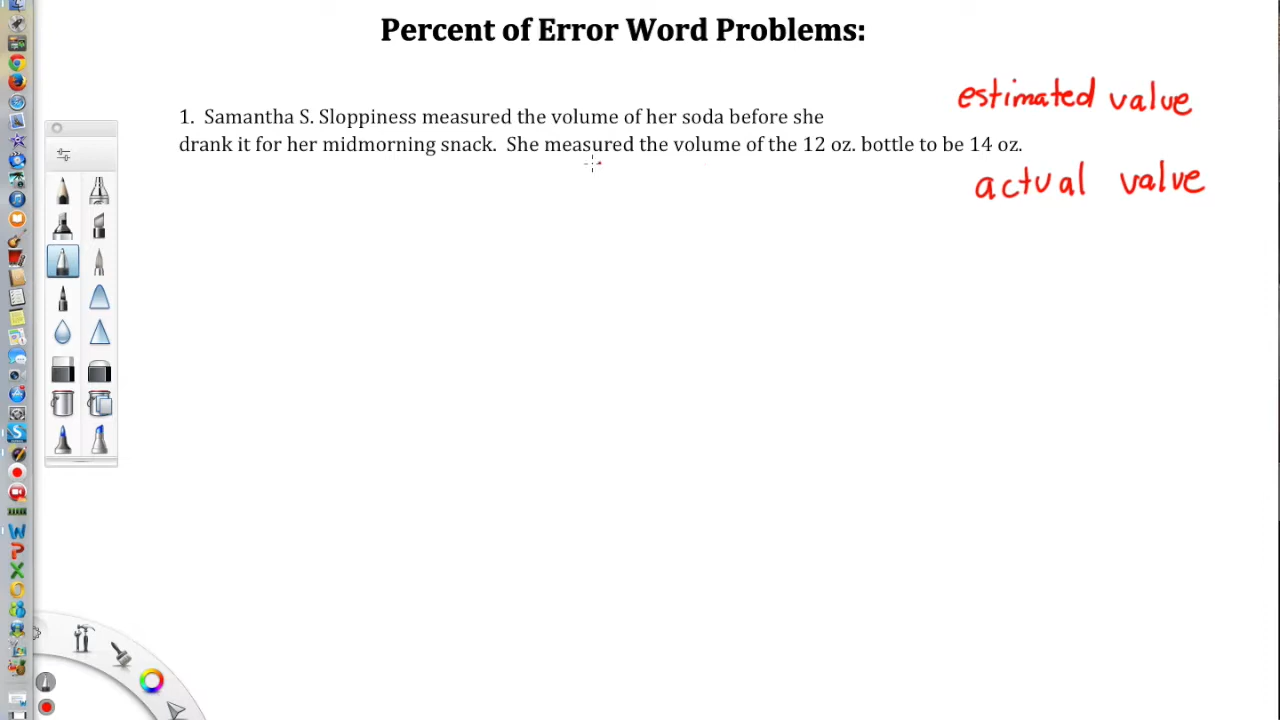 Percent of Error Word Problems:
estimated value
1. Samantha S. Sloppiness measured the volume of her soda before she
drank it for her midmorning snack. She measured the volume of the 12 oz. bottle to be 14 oz.
actual value